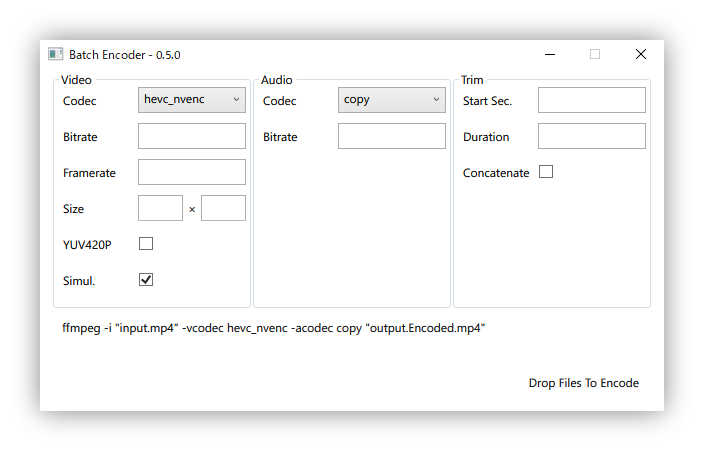 Batch Encoder - 0.5.0
Video
Codec
hevc_nvenc
Bitrate
Framerate
Size
×
YUV420P
Simul.
Audio
Codec
copy
Bitrate
Trim
Start Sec.
Duration
Concatenate
ffmpeg -i "input.mp4" -vcodec hevc_nvenc -acodec copy "output.Encoded.mp4"
Drop Files To Encode